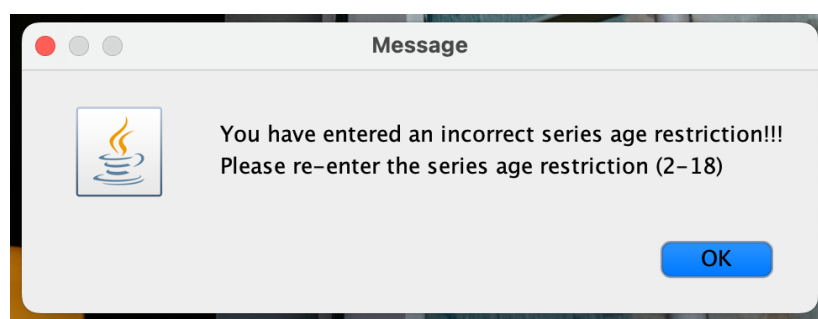 Message
You have entered an incorrect series age restriction!!!
Please re-enter the series age restriction (2-18)
OK